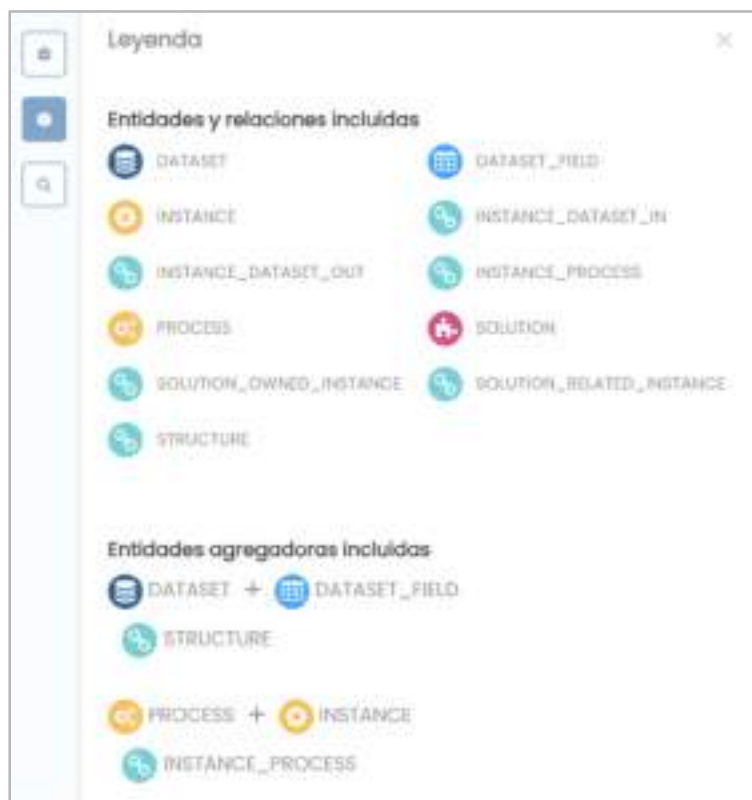 Leyenda
Entidades y relaciones incluidas
DATASET DATASET_FIELD
INSTANCE INSTANCE_DATASET_IN
INSTANCE_DATASET_OUT INSTANCE_PROCESS
PROCESS SOLUTION
SOLUTION_OWNED_INSTANCE SOLUTION_RELATED_INSTANCE
STRUCTURE
Entidades agregadoras incluidas
DATASET + DATASET_FIELD
STRUCTURE
PROCESS + INSTANCE
INSTANCE_PROCESS